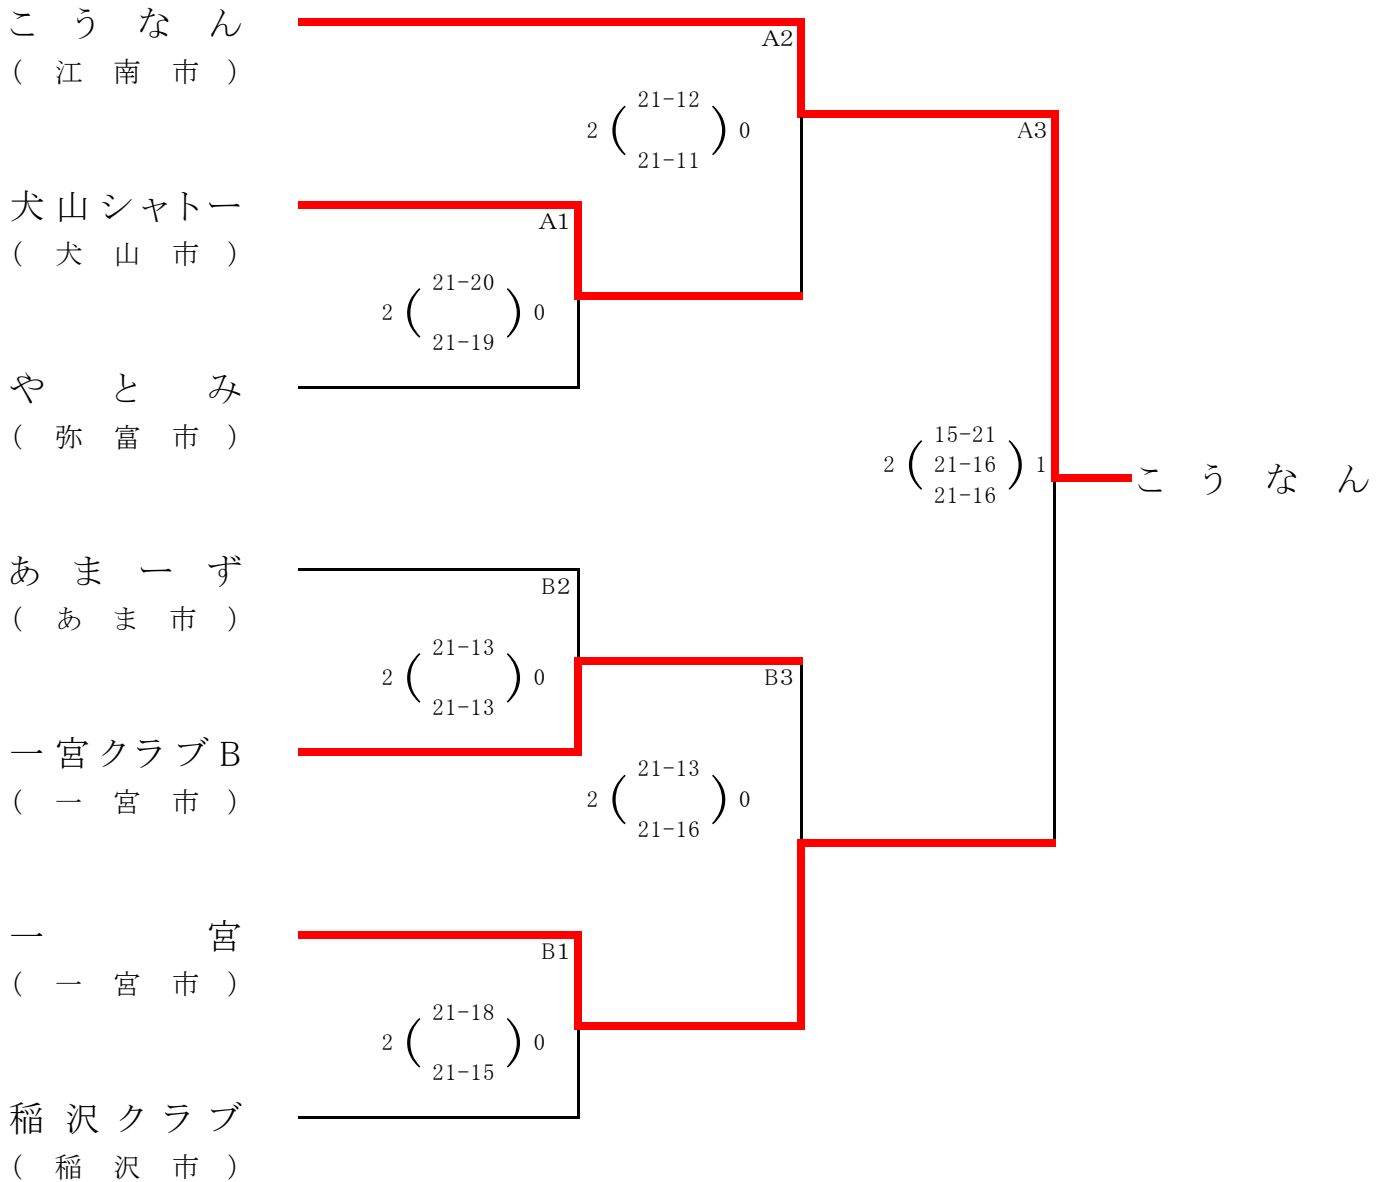 こうなん
A2
(江南市)
21-12
2 ( ) 0
21-11
A3
犬山シャトー
A1
(犬山市)
21-20
2 ( ) 0
21-19
やとみ
(弥富市)
15-21
2 ( 21-16 ) 1
21-16
こうなん
あまーず
B2
(あま市)
21-13
2 ( ) 0
21-13
B3
一宮クラブB
(一宮市)
21-13
2 ( ) 0
21-16
一宮
B1
(一宮市)
21-18
2 ( ) 0
21-15
稲沢クラブ
(稲沢市)